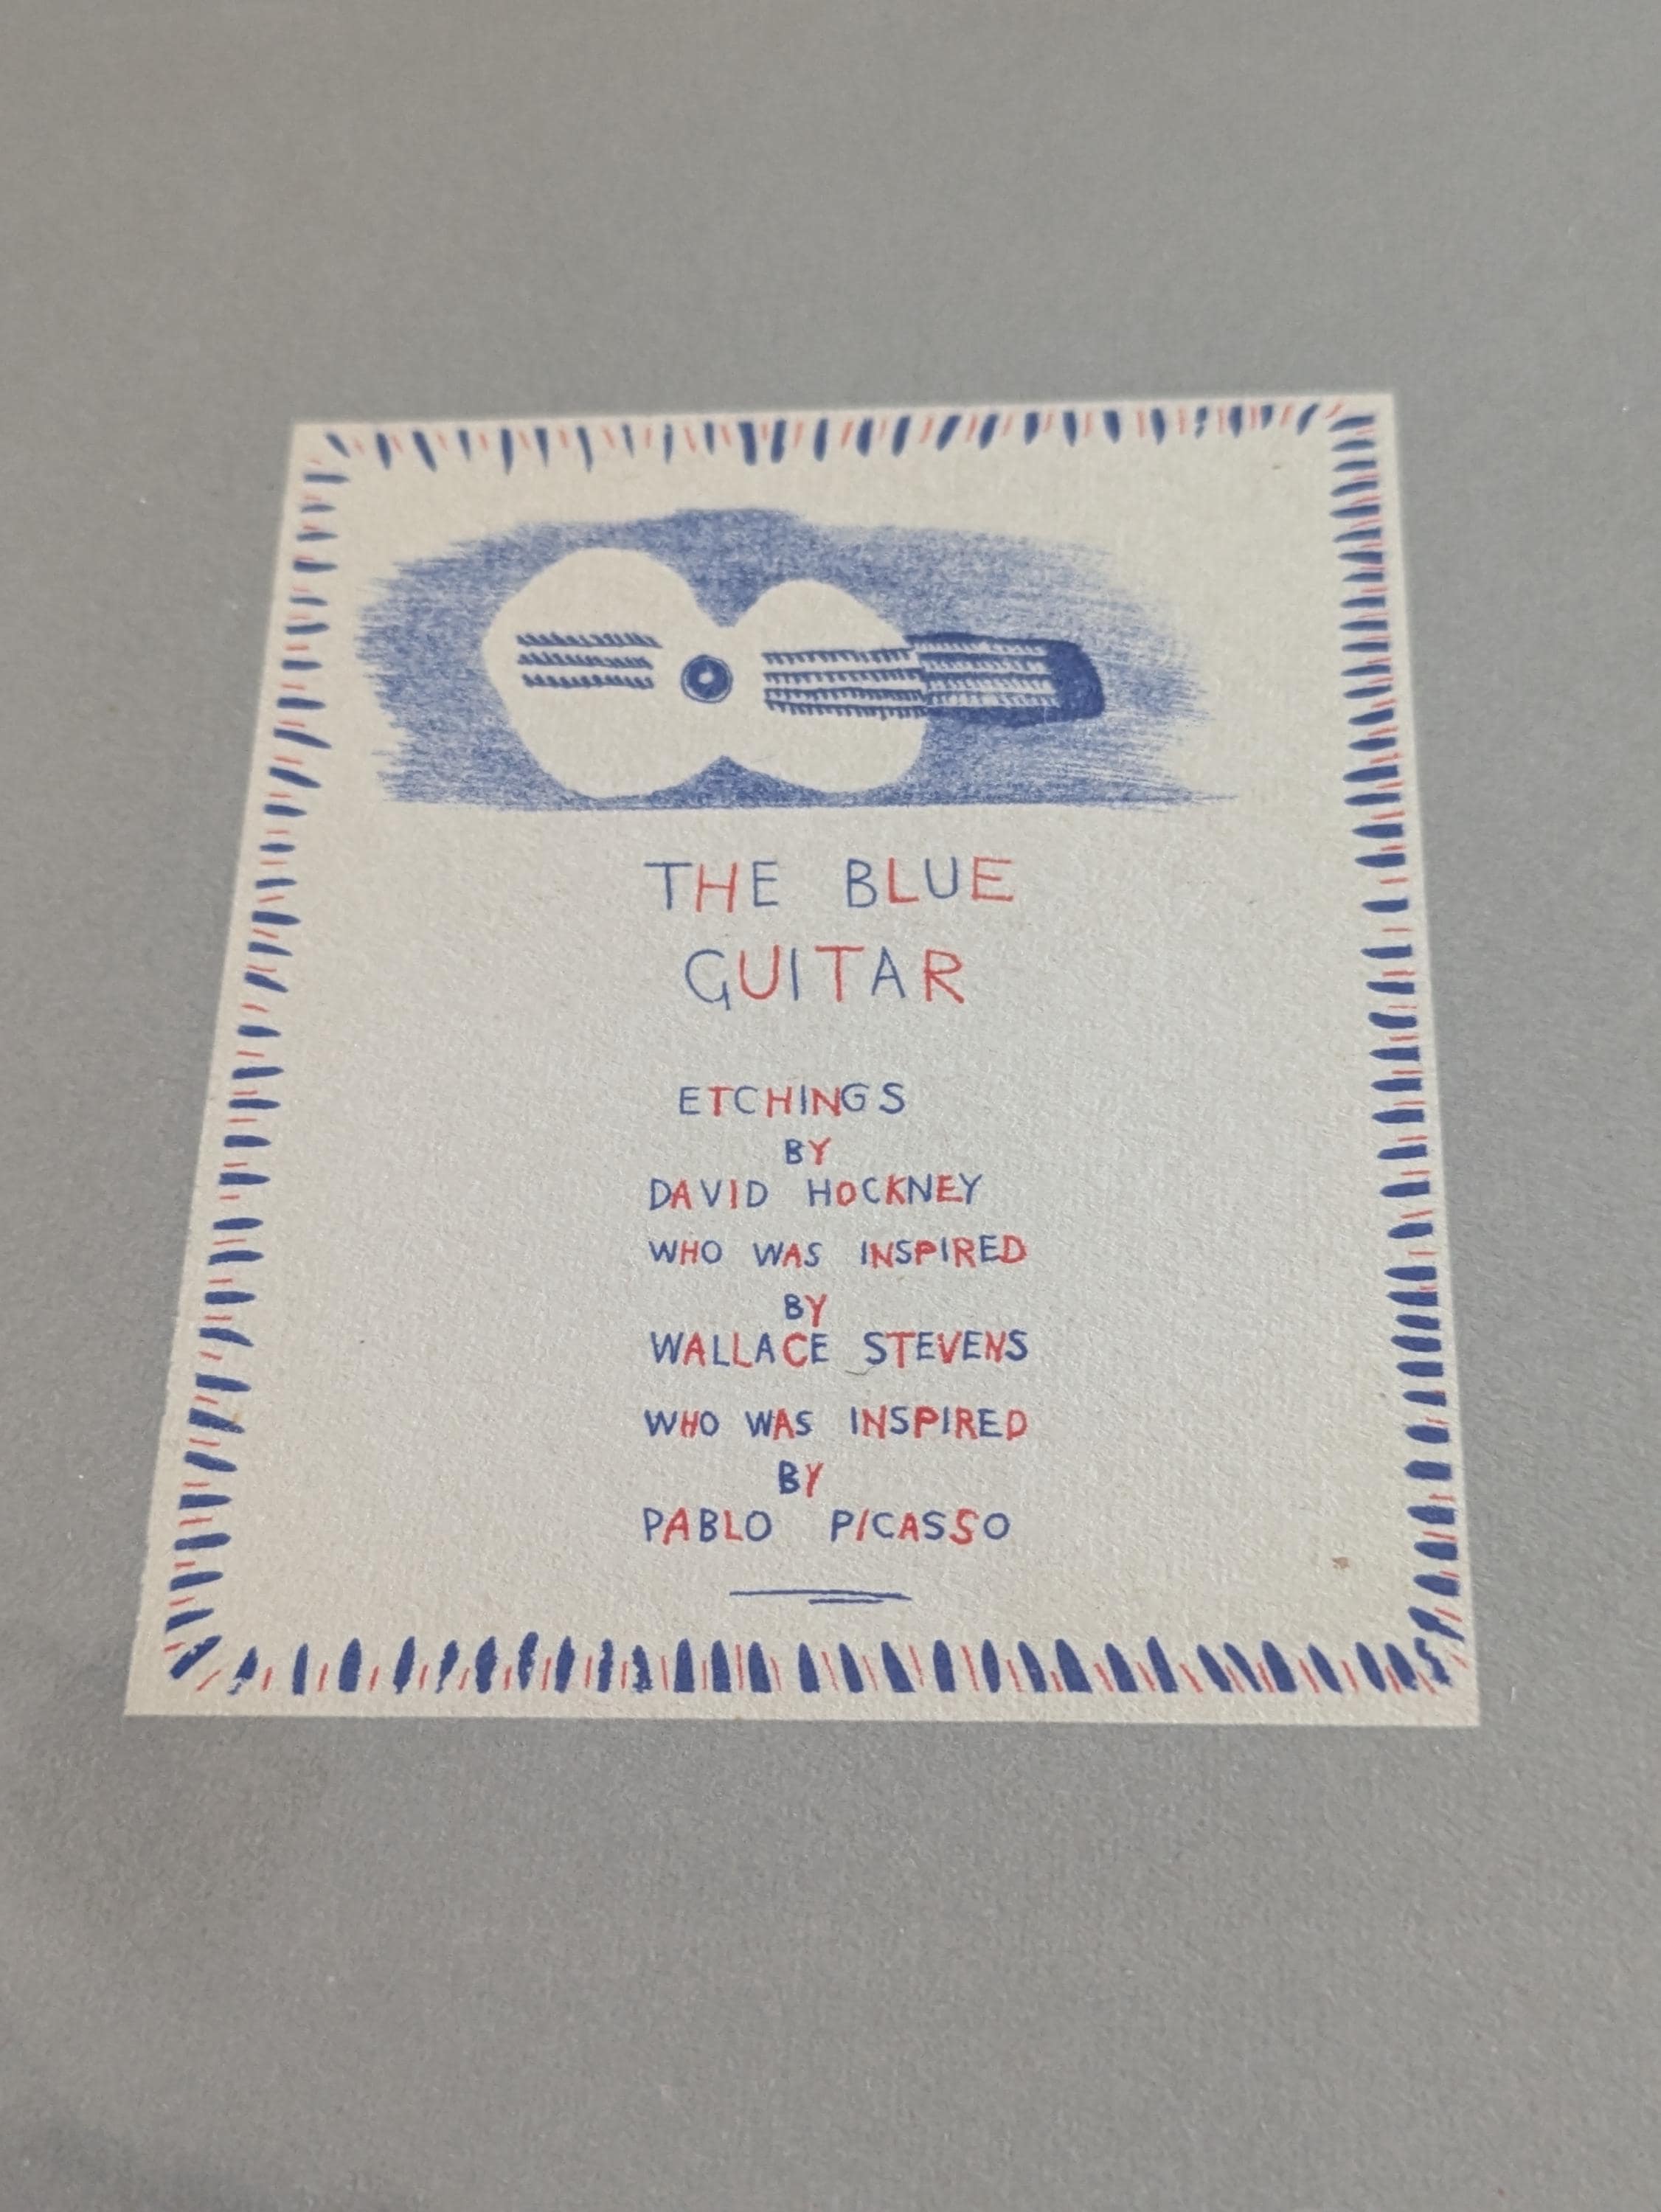 THE BLUE
GUITAR
ETCHINGS
BY
DAVID HOCKNEY
WHO WAS INSPIRED
BY
WALLACE STEVENS
WHO WAS INSPIRED
BY
PABLO PICASSO